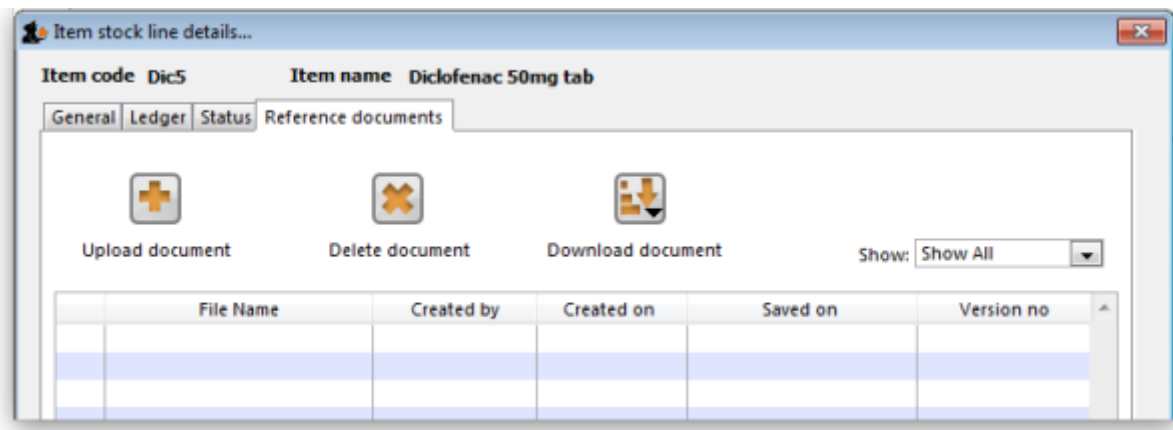 Item stock line details...
Item code Dic5 Item name Diclofenac 50mg tab
General Ledger Status Reference documents
Upload document Delete document Download document Show: Show All
File Name Created by Created on Saved on Version no